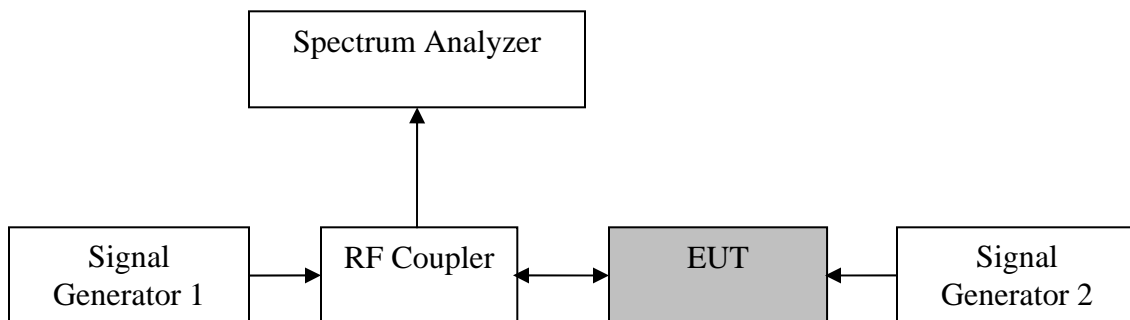 Spectrum Analyzer
Signal
Generator 1
RF Coupler
EUT
Signal
Generator 2